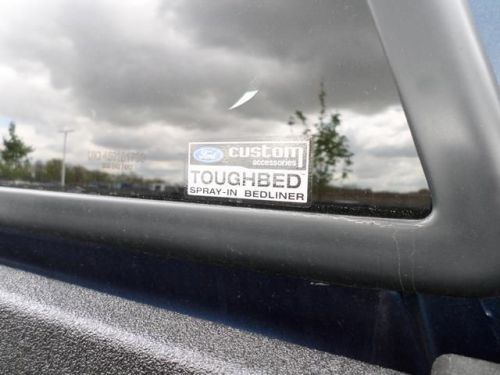 Ford custom
accessories
TOUGHBED
SPRAY-IN BEDLINER